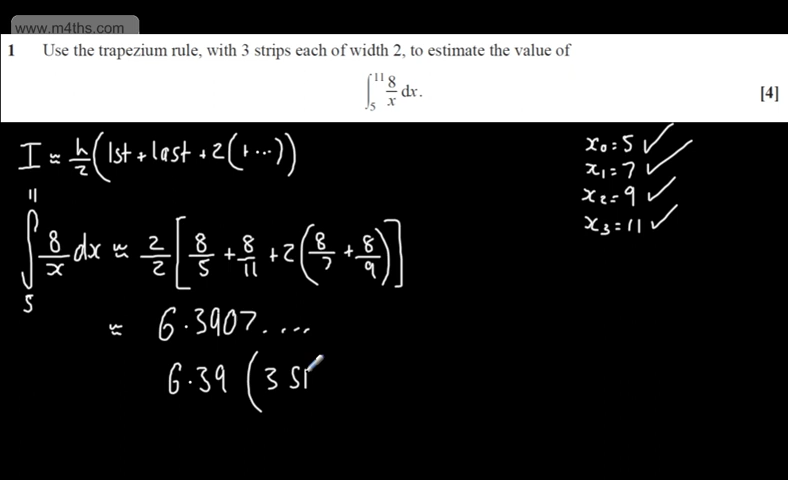 www.m4ths.com
1 Use the trapezium rule, with 3 strips each of width 2, to estimate the value of
∫₅¹¹ 8/x dx. [4]
I ≈ h/2 (1st + last + 2(+...))
x₀ = 5 ✓
x₁ = 7 ✓
x₂ = 9 ✓
x₃ = 11 ✓
∫₅¹¹ 8/x dx ≈ 2/2 [8/5 + 8/11 + 2(8/7 + 8/9)]
≈ 6.3907....
6.39 (3 sf